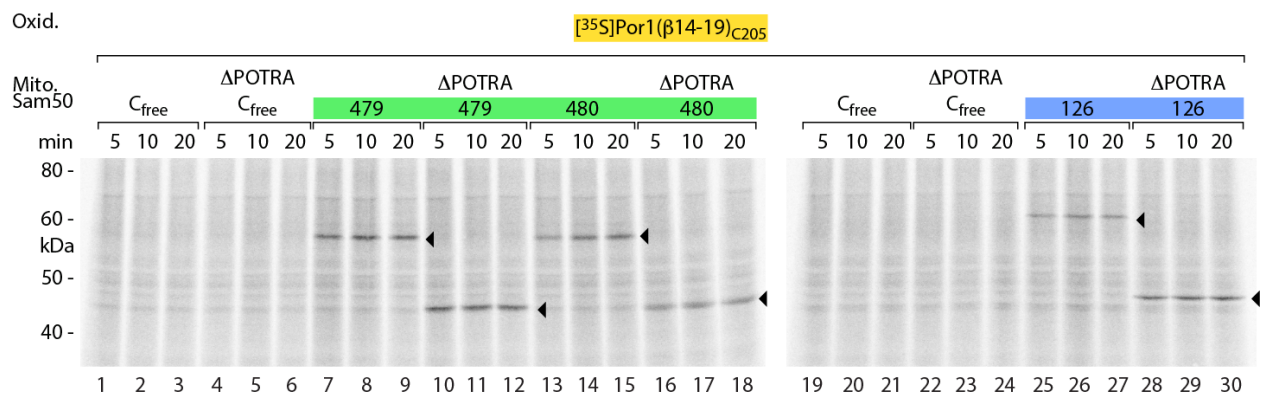 Oxid.
[³⁵S]Por1(β14-19)C205
Mito. ΔPOTRA ΔPOTRA ΔPOTRA ΔPOTRA ΔPOTRA
Sam50 Cfree Cfree 479 479 480 480 Cfree Cfree 126 126
min 5 10 20 5 10 20 5 10 20 5 10 20 5 10 20 5 10 20 5 10 20 5 10 20 5 10 20 5 10 20
80 -
60 -
kDa
50 -
40 -
1 2 3 4 5 6 7 8 9 10 11 12 13 14 15 16 17 18 19 20 21 22 23 24 25 26 27 28 29 30